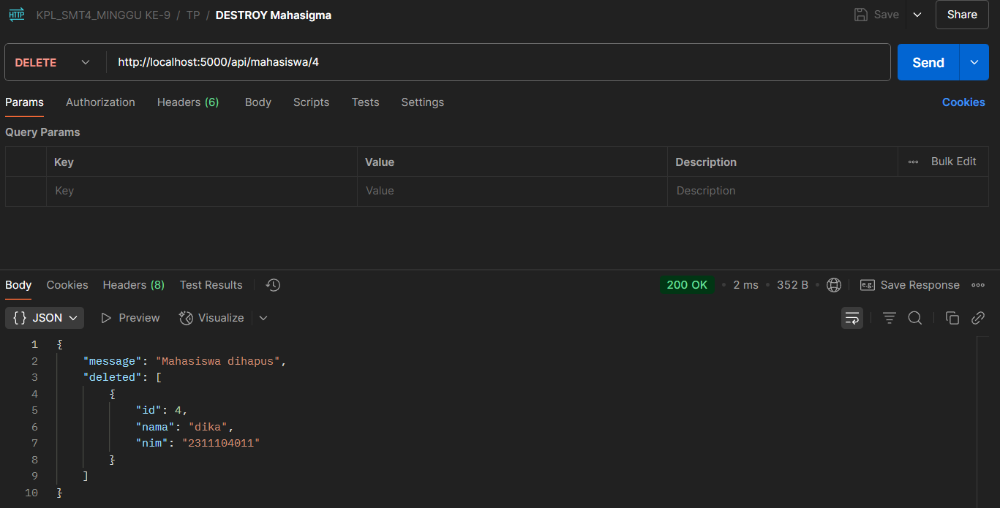 HTTP KPL_SMT4_MINGGU KE-9 / TP / DESTROY Mahasigma Save Share
DELETE http://localhost:5000/api/mahasiswa/4 Send
Params Authorization Headers (6) Body Scripts Tests Settings Cookies
Query Params
Key Value Description Bulk Edit
Key Value Description
Body Cookies Headers (8) Test Results 200 OK • 2 ms • 352 B • e.g. Save Response
{} JSON Preview Visualize
1 {
2 "message": "Mahasiswa dihapus",
3 "deleted": [
4 {
5 "id": 4,
6 "nama": "dika",
7 "nim": "2311104011"
8 }
9 ]
10 }